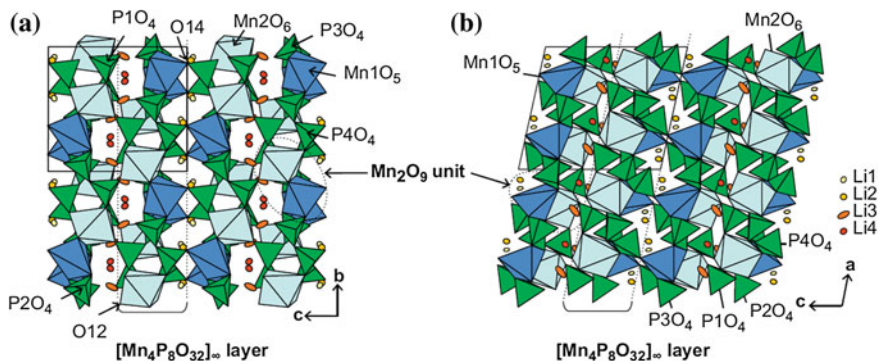 (a)
P1O₄
O14
Mn2O₆
P3O₄
Mn1O₅
P4O₄
Mn₂O₉ unit
P2O₄
O12
b
c
[Mn₄P₈O₃₂]∞ layer
(b)
Mn2O₆
Mn1O₅
Li1
Li2
Li3
Li4
P4O₄
a
c
P3O₄
P1O₄
P2O₄
[Mn₄P₈O₃₂]∞ layer